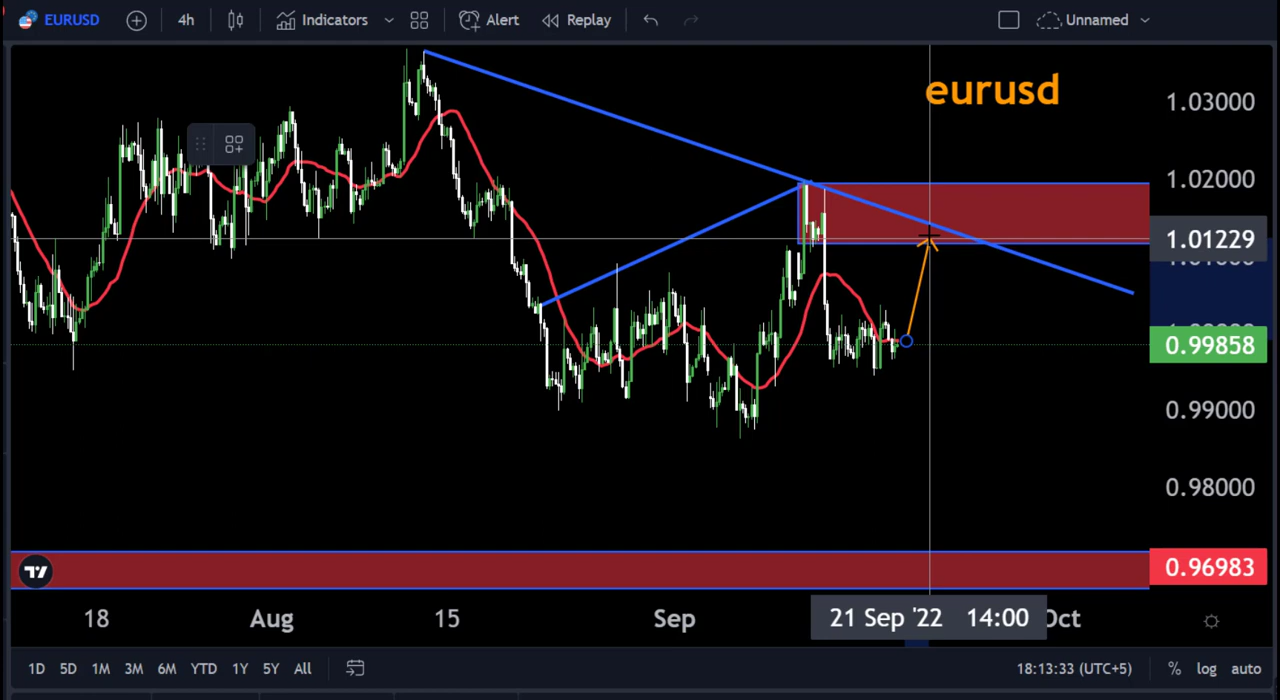 EURUSD 4h Indicators Alert Replay Unnamed
eurusd
1.03000
1.02000
1.01229
0.99858
0.99000
0.98000
0.96983
18 Aug 15 Sep 21 Sep '22 14:00 Oct
1D 5D 1M 3M 6M YTD 1Y 5Y All 18:13:33 (UTC+5) % log auto